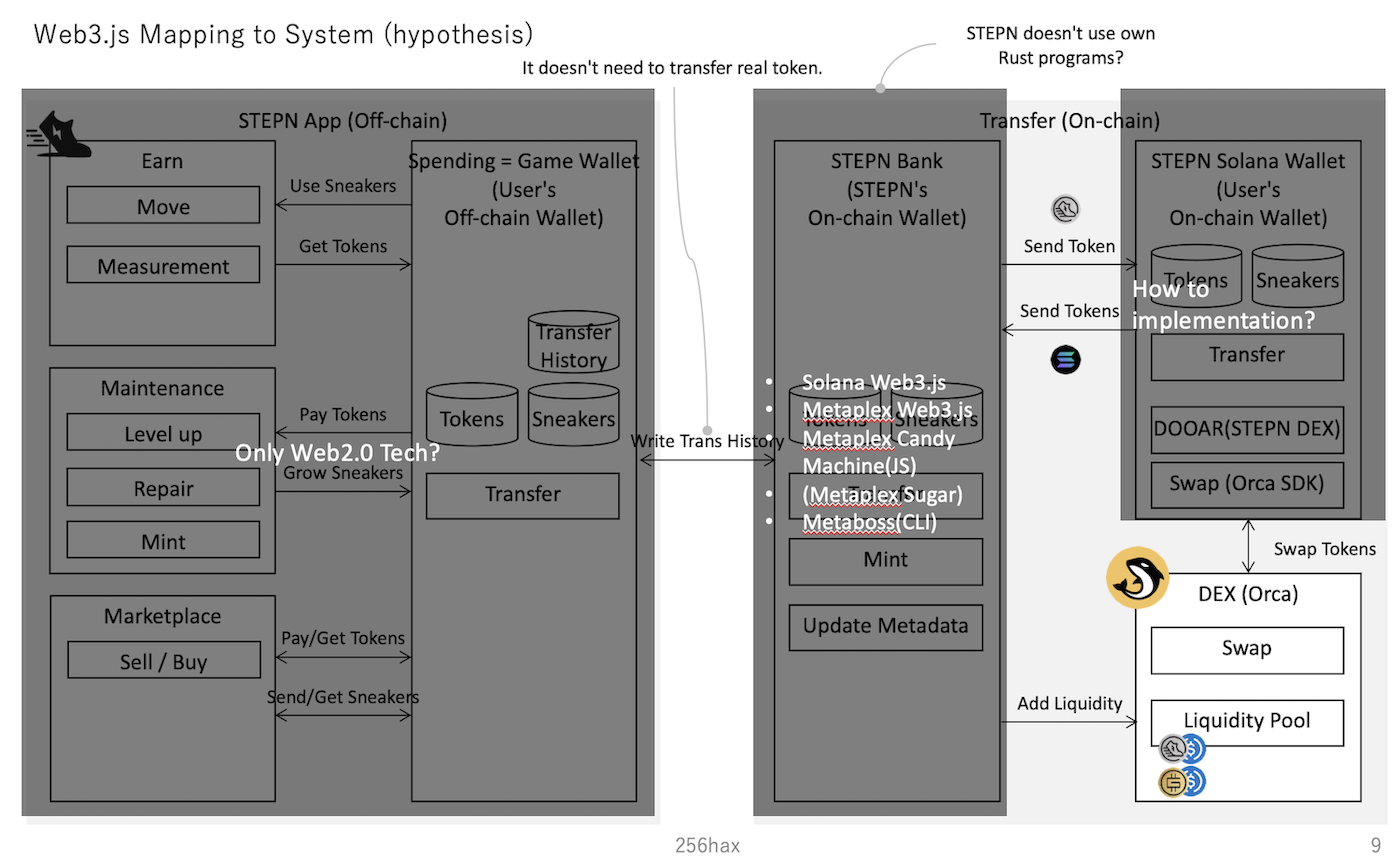 Web3.js Mapping to System (hypothesis)
STEPN doesn't use own
Rust programs?
It doesn't need to transfer real token.
STEPN App (Off-chain)
Earn
Move
Measurement
Use Sneakers
Get Tokens
Spending = Game Wallet
(User's
Off-chain Wallet)
Transfer
History
Tokens
Sneakers
Transfer
Maintenance
Level up
Repair
Mint
Pay Tokens
Only Web2.0 Tech?
Grow Sneakers
Marketplace
Sell / Buy
Pay/Get Tokens
Send/Get Sneakers
Write Trans History
Transfer (On-chain)
STEPN Bank
(STEPN's
On-chain Wallet)
Tokens
Sneakers
Transfer
• Solana Web3.js
• Metaplex Web3.js
• Metaplex Candy
Machine(JS)
• (Metaplex Sugar)
• Metaboss(CLI)
Mint
Update Metadata
Send Token
Send Tokens
Add Liquidity
STEPN Solana Wallet
(User's
On-chain Wallet)
Tokens
Sneakers
How to
implementation?
Transfer
DOOAR(STEPN DEX)
Swap (Orca SDK)
Swap Tokens
DEX (Orca)
Swap
Liquidity Pool
256hax
9